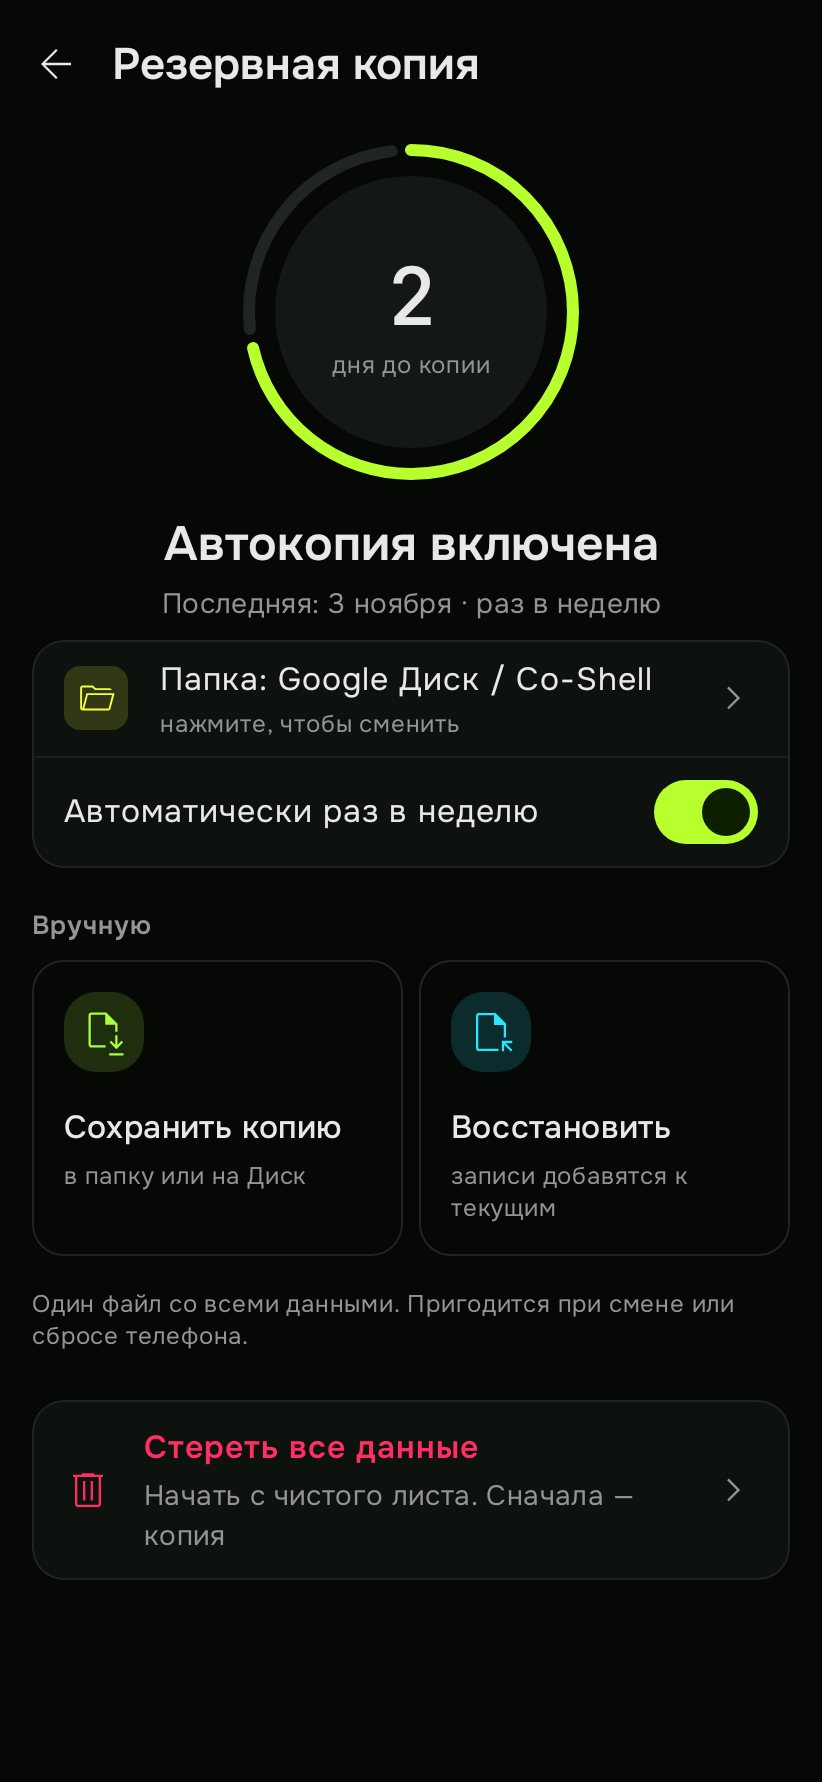 Резервная копия
2
дня до копии
Автокопия включена
Последняя: 3 ноября · раз в неделю
Папка: Google Диск / Co-Shell
нажмите, чтобы сменить
Автоматически раз в неделю
Вручную
Сохранить копию
в папку или на Диск
Восстановить
записи добавятся к
текущим
Один файл со всеми данными. Пригодится при смене или
сбросе телефона.
Стереть все данные
Начать с чистого листа. Сначала —
копия